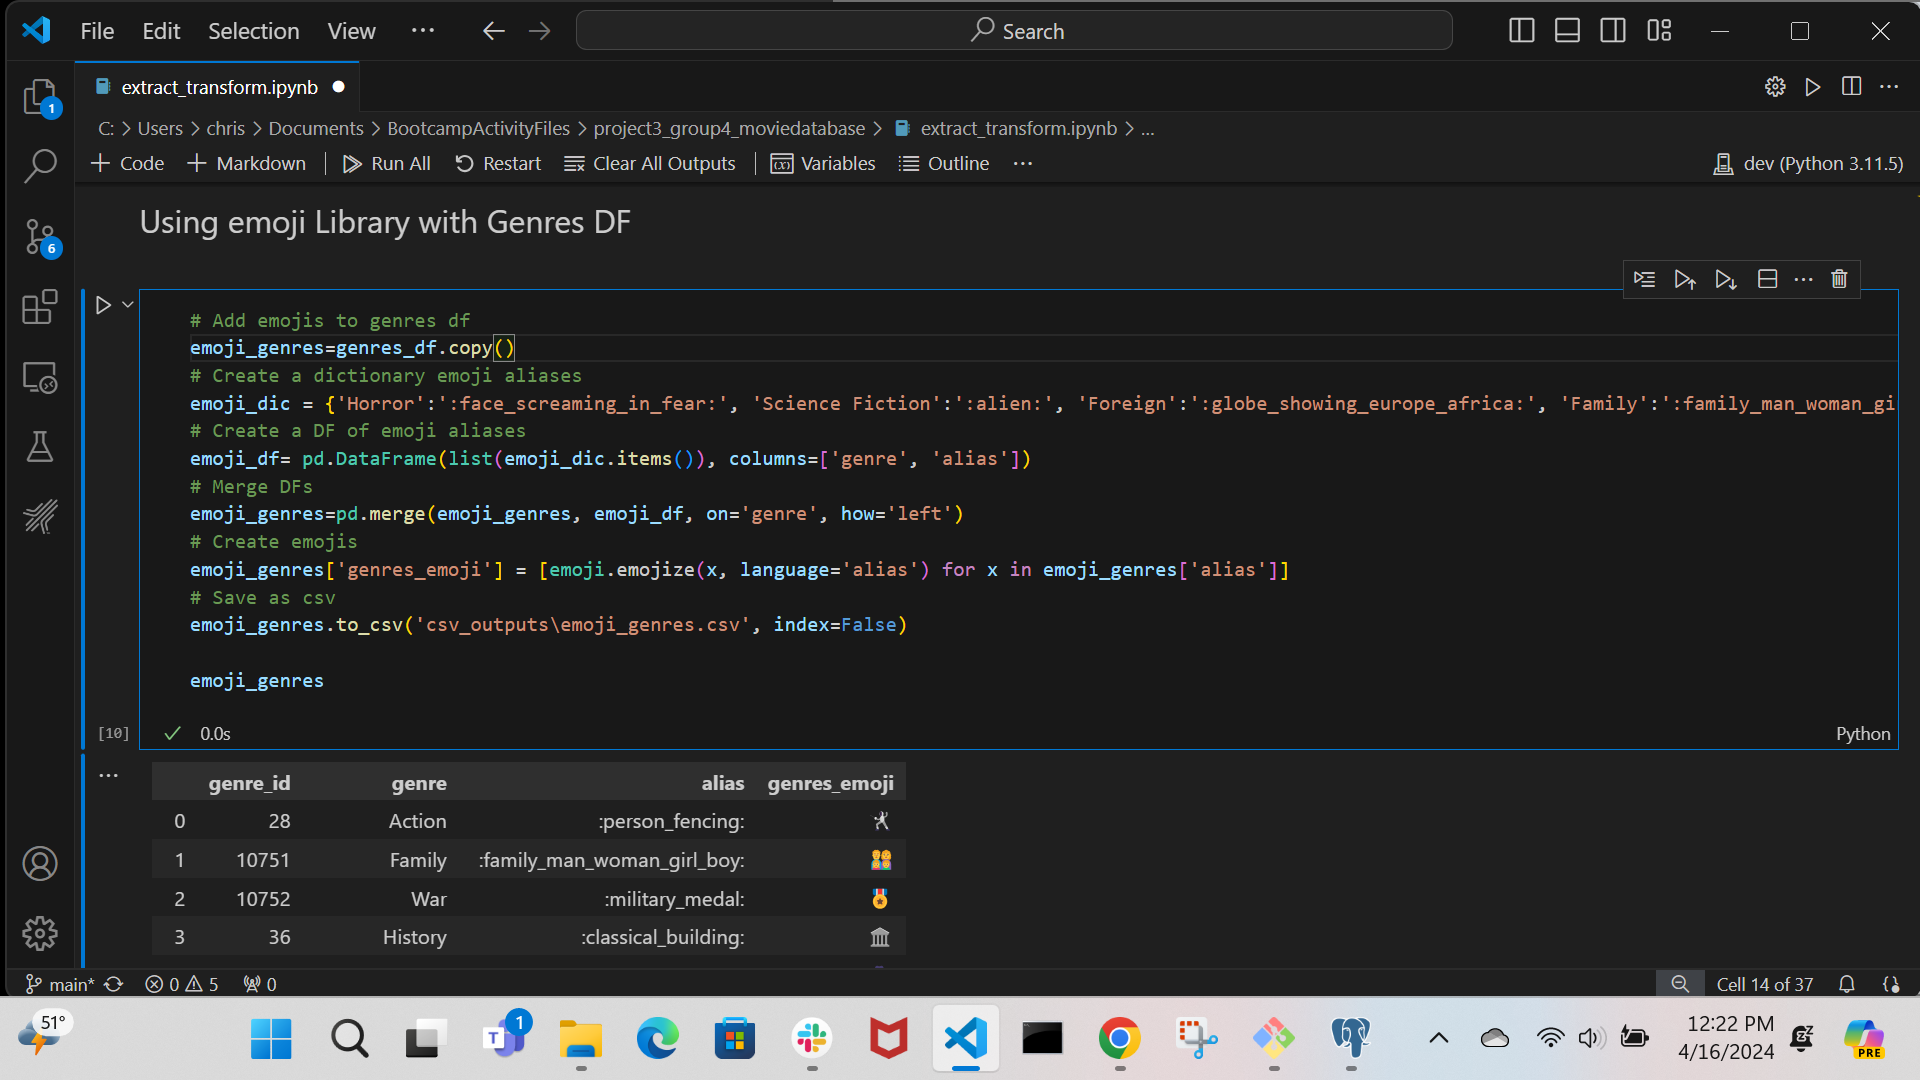 File Edit Selection View ··· Search
extract_transform.ipynb
1
C: > Users > chris > Documents > BootcampActivityFiles > project3_group4_moviedatabase > extract_transform.ipynb > ...
+ Code + Markdown Run All Restart Clear All Outputs Variables Outline ··· dev (Python 3.11.5)
Using emoji Library with Genres DF
6
# Add emojis to genres df
emoji_genres=genres_df.copy()
# Create a dictionary emoji aliases
emoji_dic = {'Horror':':face_screaming_in_fear:', 'Science Fiction':':alien:', 'Foreign':':globe_showing_europe_africa:', 'Family':':family_man_woman_gi
# Create a DF of emoji aliases
emoji_df= pd.DataFrame(list(emoji_dic.items()), columns=['genre', 'alias'])
# Merge DFs
emoji_genres=pd.merge(emoji_genres, emoji_df, on='genre', how='left')
# Create emojis
emoji_genres['genres_emoji'] = [emoji.emojize(x, language='alias') for x in emoji_genres['alias']]
# Save as csv
emoji_genres.to_csv('csv_outputs\emoji_genres.csv', index=False)
emoji_genres
[10] 0.0s Python
genre_id genre alias genres_emoji
0 28 Action :person_fencing: 🤺
1 10751 Family :family_man_woman_girl_boy: 👨‍👩‍👧‍👦
2 10752 War :military_medal: 🎖
3 36 History :classical_building: 🏛
main* 0 5 0 Cell 14 of 37
51° 1 12:22 PM
4/16/2024
PRE